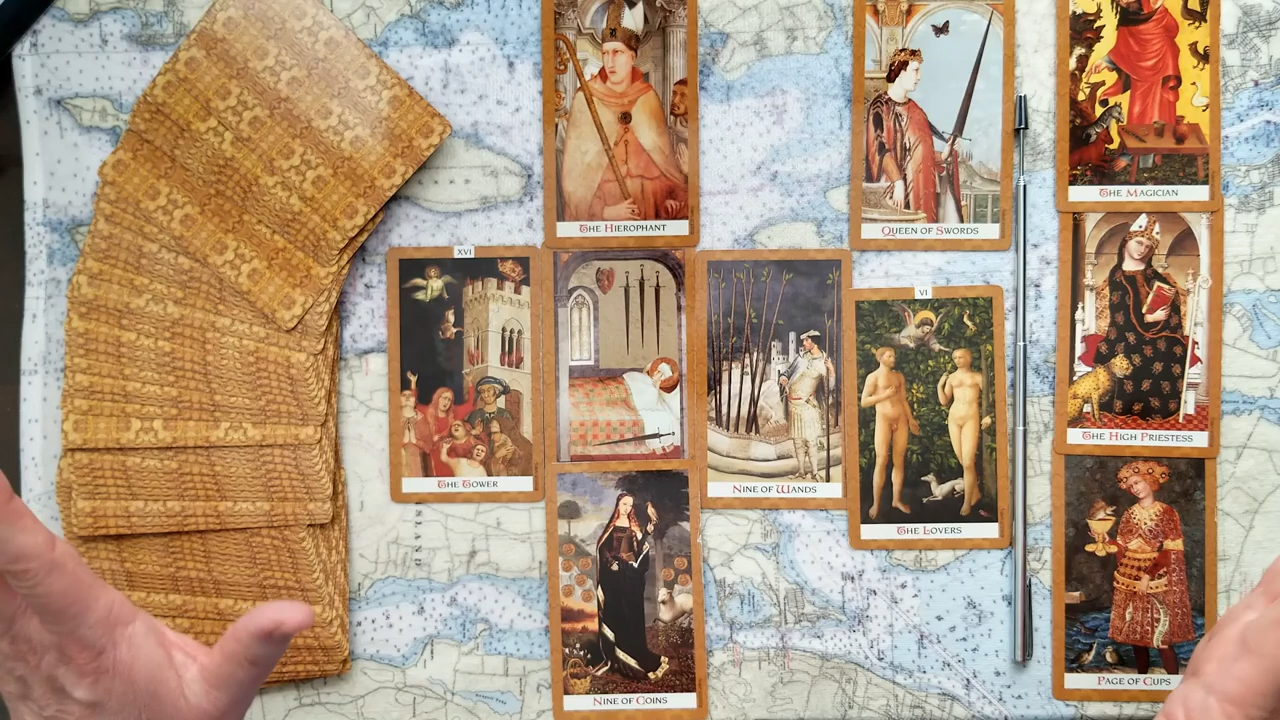 THE HIEROPHANT
QUEEN OF SWORDS
THE MAGICIAN
XVI
THE TOWER
NINE OF WANDS
VI
THE LOVERS
THE HIGH PRIESTESS
NINE OF COINS
PAGE OF CUPS